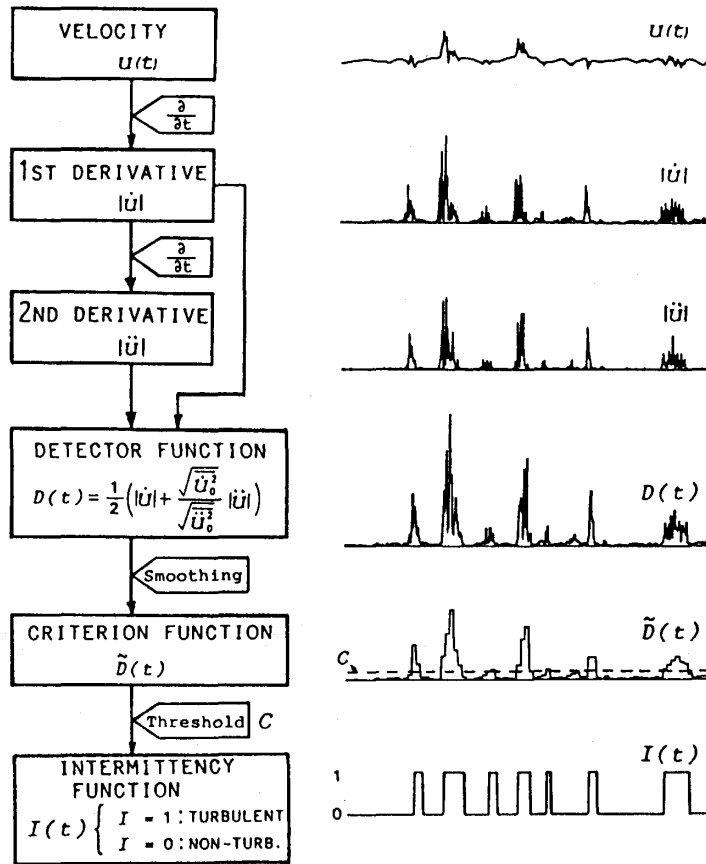 VELOCITY
U(t)
∂/∂t
1ST DERIVATIVE
|U̇|
∂/∂t
2ND DERIVATIVE
|Ü|
DETECTOR FUNCTION
D(t) = 1/2 (|U̇| + √(U̇₀²‾) / √(Ü₀²‾) |Ü|)
Smoothing
CRITERION FUNCTION
D̃(t)
Threshold C
INTERMITTENCY
FUNCTION
I(t) { I = 1 : TURBULENT
I = 0 : NON-TURB.
U(t)
|U̇|
|Ü|
D(t)
D̃(t)
C
I(t)
1
0